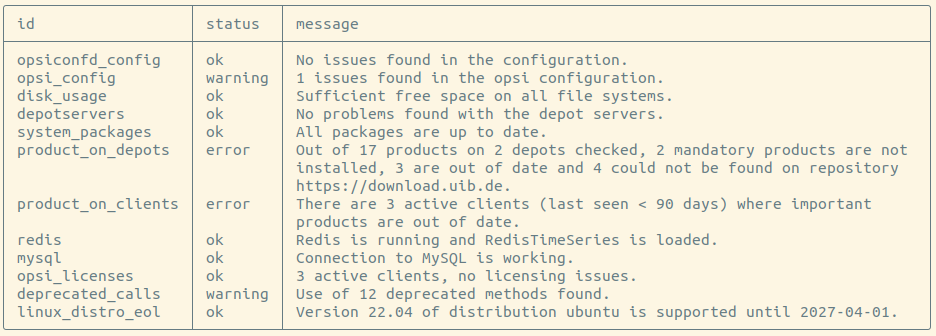 id status message
opsiconfd_config ok No issues found in the configuration.
opsi_config warning 1 issues found in the opsi configuration.
disk_usage ok Sufficient free space on all file systems.
depotservers ok No problems found with the depot servers.
system_packages ok All packages are up to date.
product_on_depots error Out of 17 products on 2 depots checked, 2 mandatory products are not
installed, 3 are out of date and 4 could not be found on repository
https://download.uib.de.
product_on_clients error There are 3 active clients (last seen < 90 days) where important
products are out of date.
redis ok Redis is running and RedisTimeSeries is loaded.
mysql ok Connection to MySQL is working.
opsi_licenses ok 3 active clients, no licensing issues.
deprecated_calls warning Use of 12 deprecated methods found.
linux_distro_eol ok Version 22.04 of distribution ubuntu is supported until 2027-04-01.